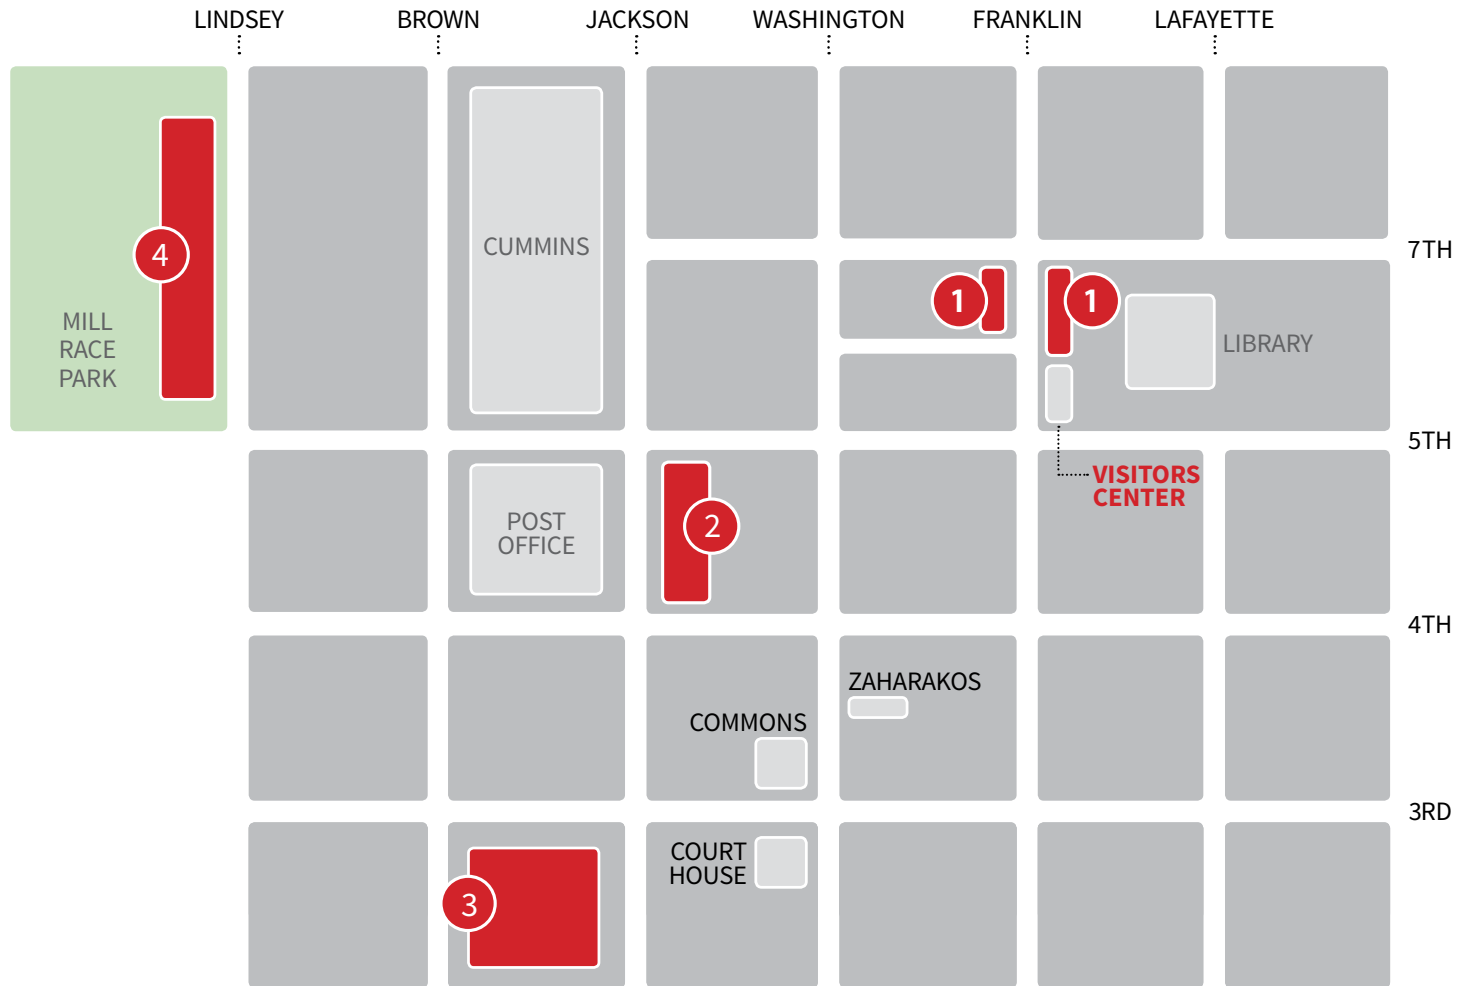 LINDSEY
BROWN
JACKSON
WASHINGTON
FRANKLIN
LAFAYETTE
7TH
CUMMINS
4
1
1
MILL
RACE
PARK
LIBRARY
5TH
VISITORS
CENTER
POST
OFFICE
2
4TH
ZAHARAKOS
COMMONS
3RD
COURT
HOUSE
3